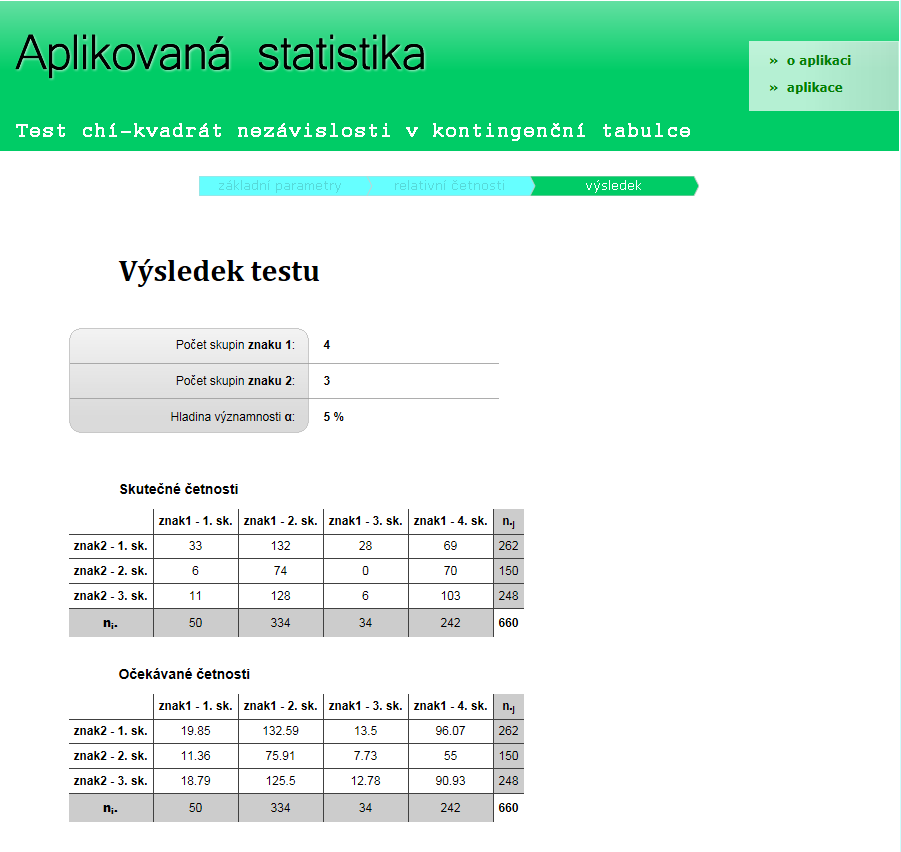 Aplikovaná statistika
» o aplikaci
» aplikace
Test chí-kvadrát nezávislosti v kontingenční tabulce
základní parametry relativní četnosti výsledek
Výsledek testu
Počet skupin znaku 1: 4
Počet skupin znaku 2: 3
Hladina významnosti α: 5 %
Skutečné četnosti
znak1 - 1. sk. znak1 - 2. sk. znak1 - 3. sk. znak1 - 4. sk. n.j
znak2 - 1. sk. 33 132 28 69 262
znak2 - 2. sk. 6 74 0 70 150
znak2 - 3. sk. 11 128 6 103 248
ni. 50 334 34 242 660
Očekávané četnosti
znak1 - 1. sk. znak1 - 2. sk. znak1 - 3. sk. znak1 - 4. sk. n.j
znak2 - 1. sk. 19.85 132.59 13.5 96.07 262
znak2 - 2. sk. 11.36 75.91 7.73 55 150
znak2 - 3. sk. 18.79 125.5 12.78 90.93 248
ni. 50 334 34 242 660